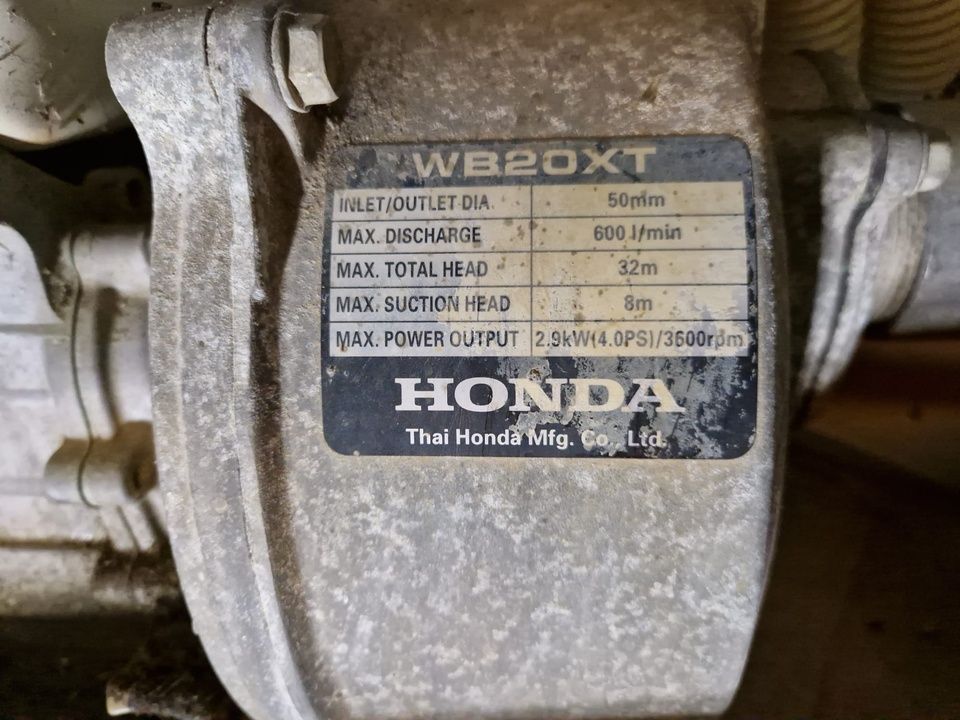 WB20XT
INLET/OUTLET DIA. 50mm
MAX. DISCHARGE 600 l/min
MAX. TOTAL HEAD 32m
MAX. SUCTION HEAD 8m
MAX. POWER OUTPUT 2.9kW(4.0PS)/3600rpm
HONDA
Thai Honda Mfg. Co., Ltd.